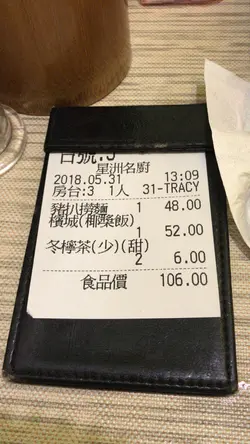 星洲名廚
2018.05.31 13:09
房台:3 1人 31-TRACY
豬扒撈麵 1 48.00
檳城(椰漿飯)
1 52.00
冬檸茶(少)(甜)
2 6.00
食品價 106.00